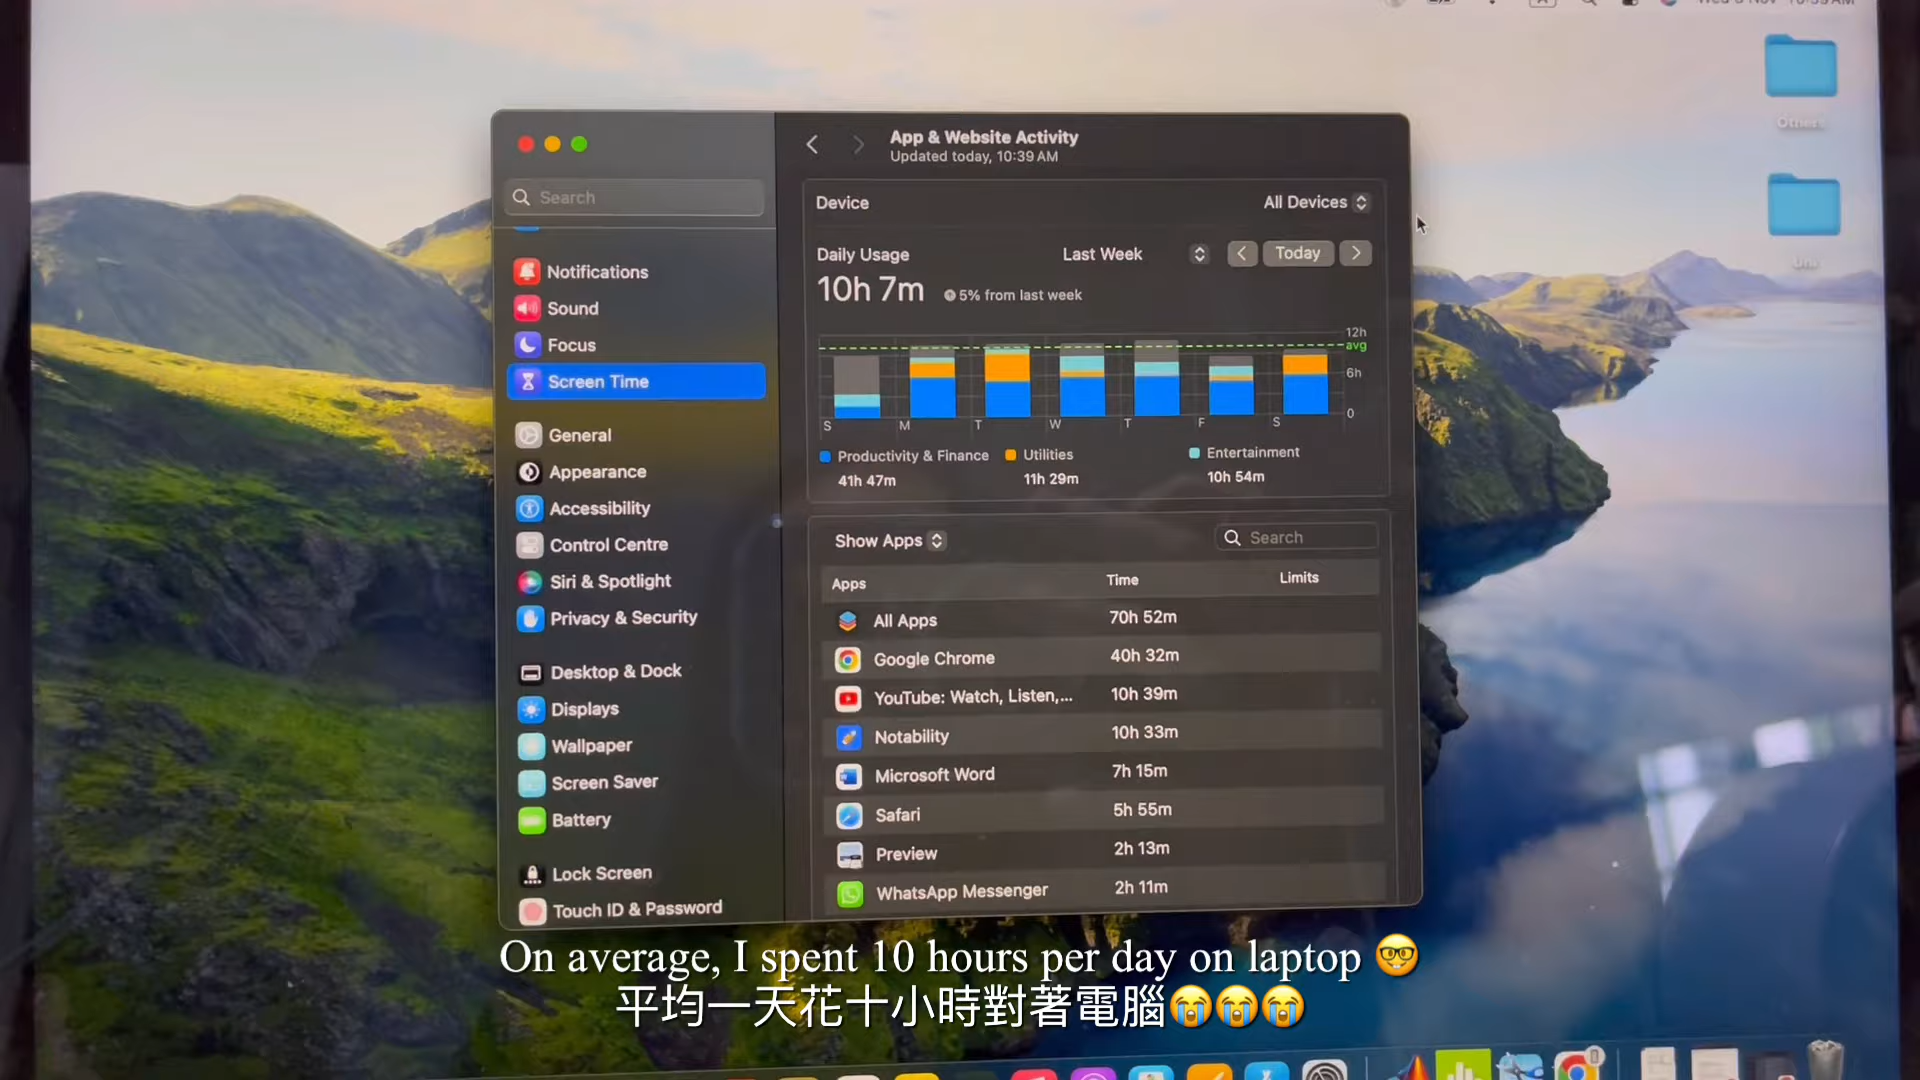 App & Website Activity
Updated today, 10:39 AM
Search
Device
All Devices
Notifications
Sound
Focus
Screen Time
General
Appearance
Accessibility
Control Centre
Siri & Spotlight
Privacy & Security
Desktop & Dock
Displays
Wallpaper
Screen Saver
Battery
Lock Screen
Touch ID & Password
Daily Usage
Last Week
Today
10h 7m
5% from last week
12h
avg
6h
0
S M T W T F S
Productivity & Finance Utilities Entertainment
41h 47m 11h 29m 10h 54m
Show Apps
Search
Apps Time Limits
All Apps 70h 52m
Google Chrome 40h 32m
YouTube: Watch, Listen,... 10h 39m
Notability 10h 33m
Microsoft Word 7h 15m
Safari 5h 55m
Preview 2h 13m
WhatsApp Messenger 2h 11m
On average, I spent 10 hours per day on laptop 🤓
平均一天花十小時對著電腦😭😭😭